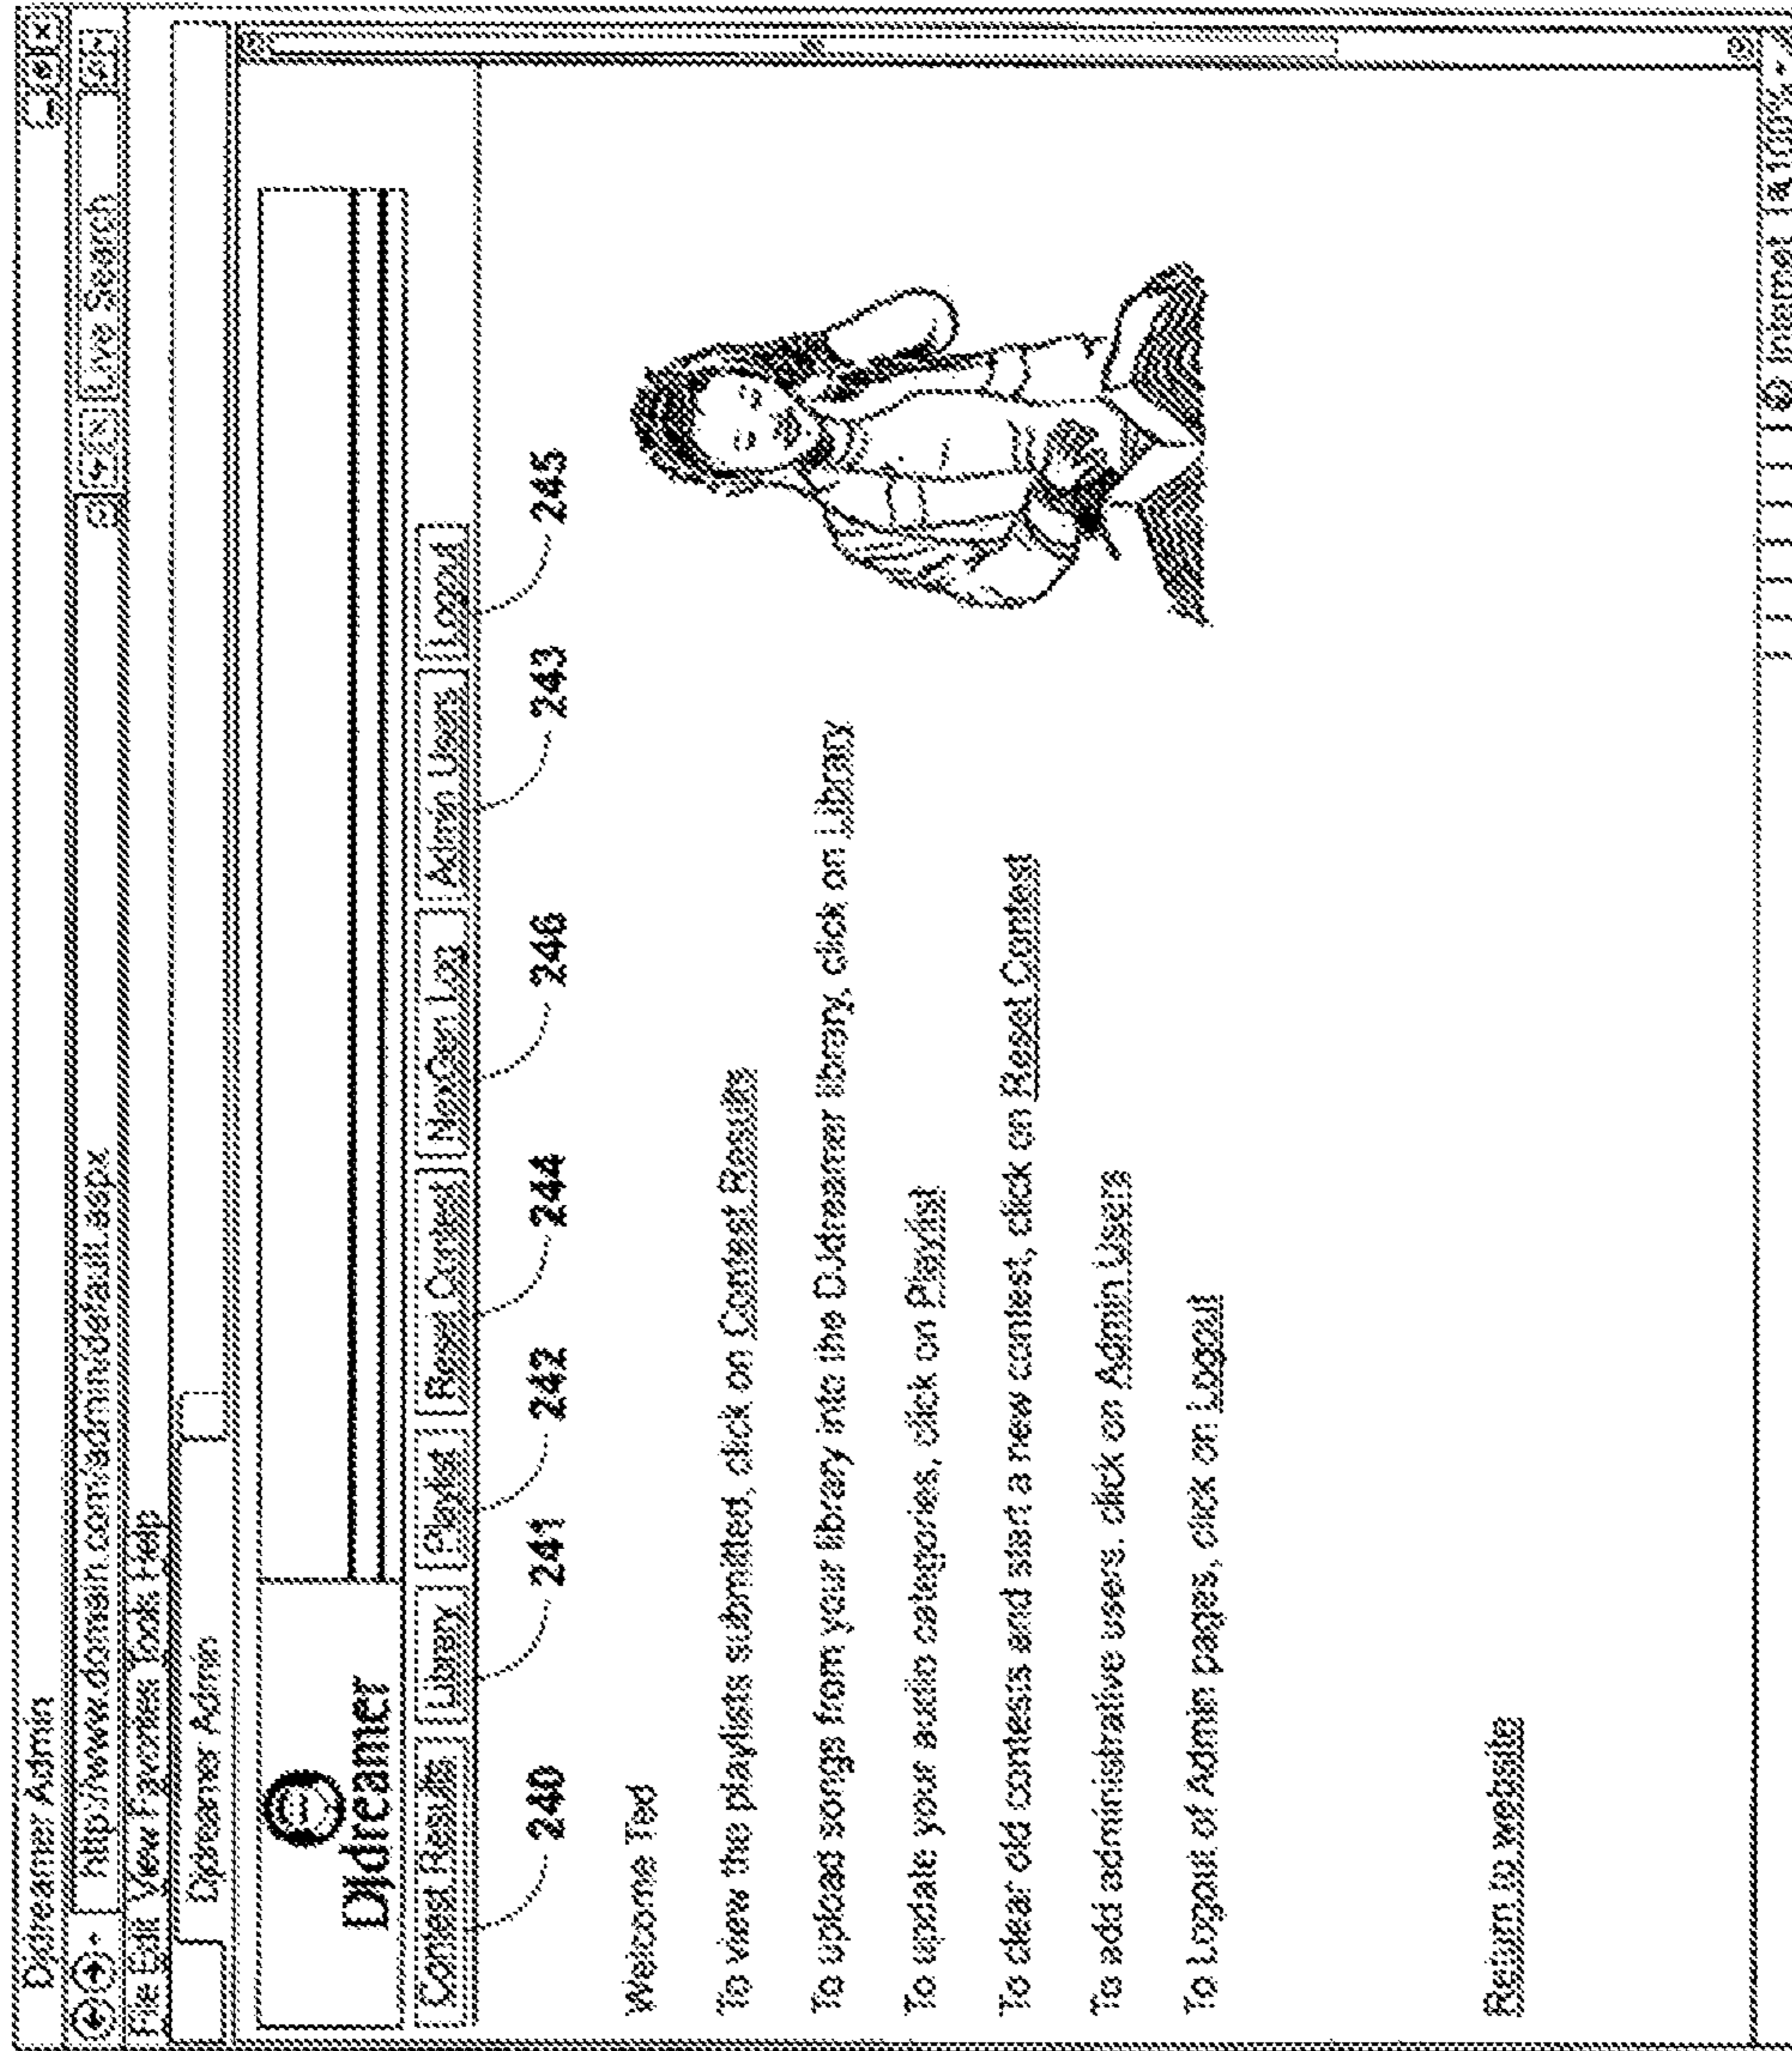 DJdreamer Admin
http://www.domain.com/admin/default.aspx
Live Search
File Edit View Favorites Tools Help
DJdreamer Admin
DJdreamer
Contest Results Library Playlist Reset Contest NexGen Log Admin Users Logout
240 241 242 244 246 243 245
Welcome Ted
To view the playlists submitted, click on Contest Results
To upload songs from your library into the DJdreamer library, click on Library
To update your audio categories, click on Playlist
To clear old contests and start a new contest, click on Reset Contest
To add administrative users, click on Admin Users
To Logout of Admin pages, click on Logout
Return to website
Internet 100%